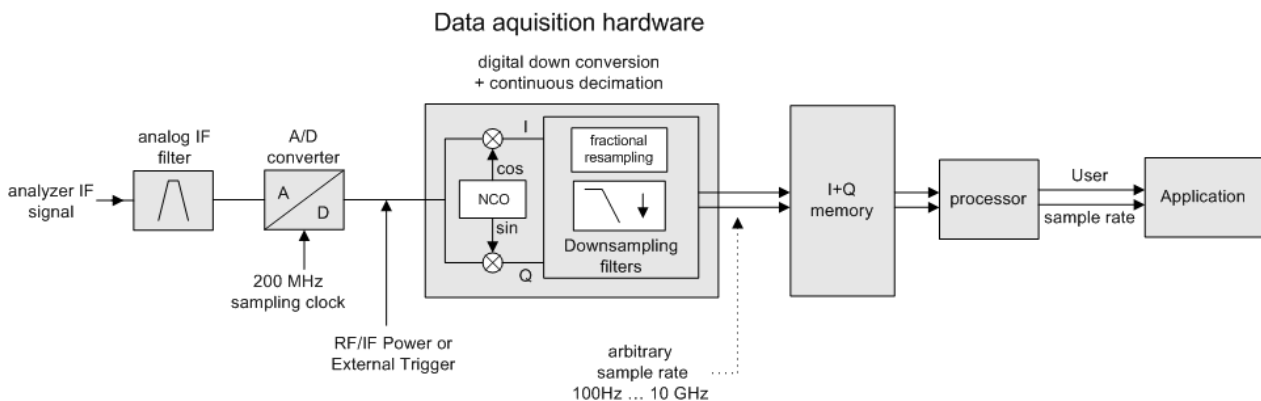 Data aquisition hardware
digital down conversion
+ continuous decimation
analog IF
filter
A/D
converter
analyzer IF
signal
A
D
200 MHz
sampling clock
RF/IF Power or
External Trigger
I
cos
NCO
sin
Q
fractional
resampling
Downsampling
filters
arbitrary
sample rate
100Hz ... 10 GHz
I+Q
memory
processor
User
sample rate
Application